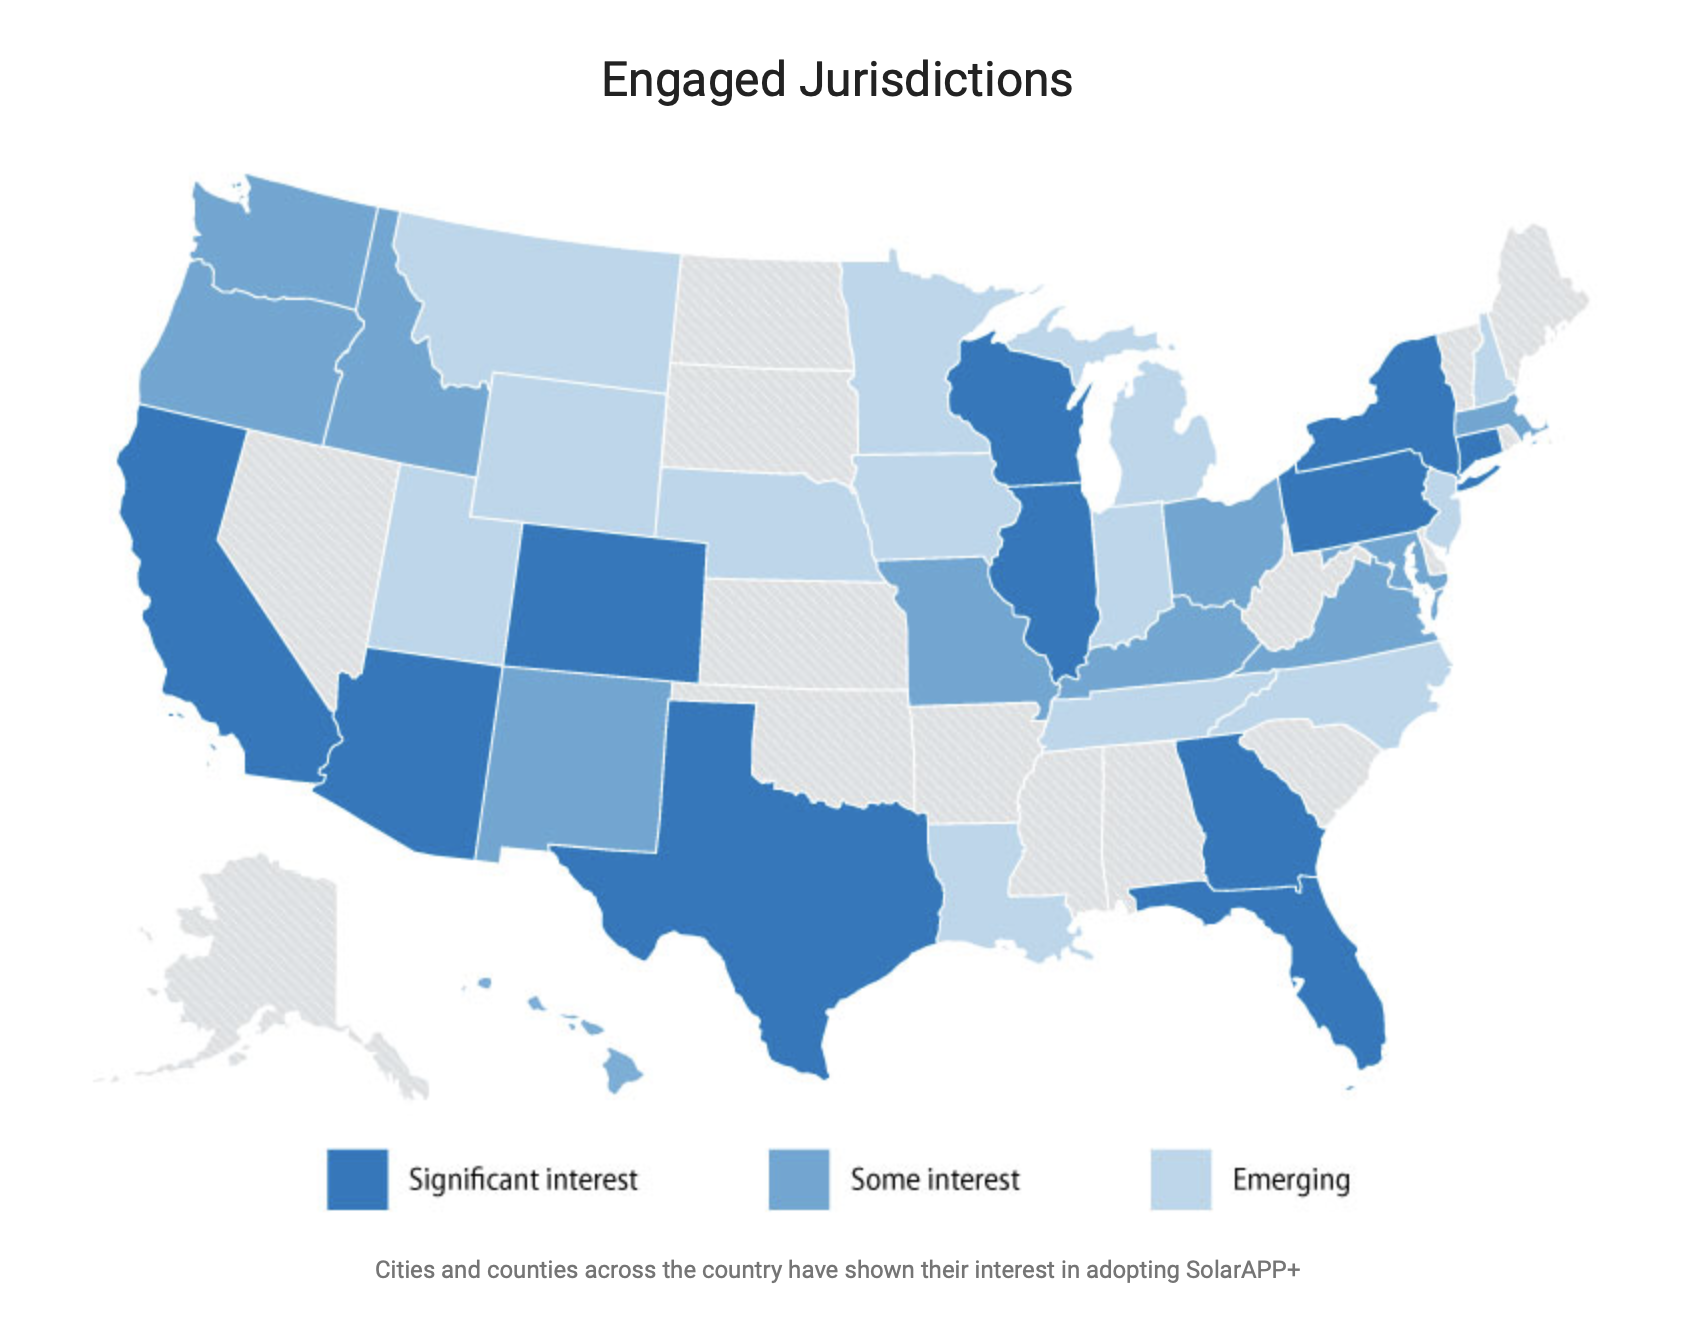 Engaged Jurisdictions
Significant interest
Some interest
Emerging
Cities and counties across the country have shown their interest in adopting SolarAPP+